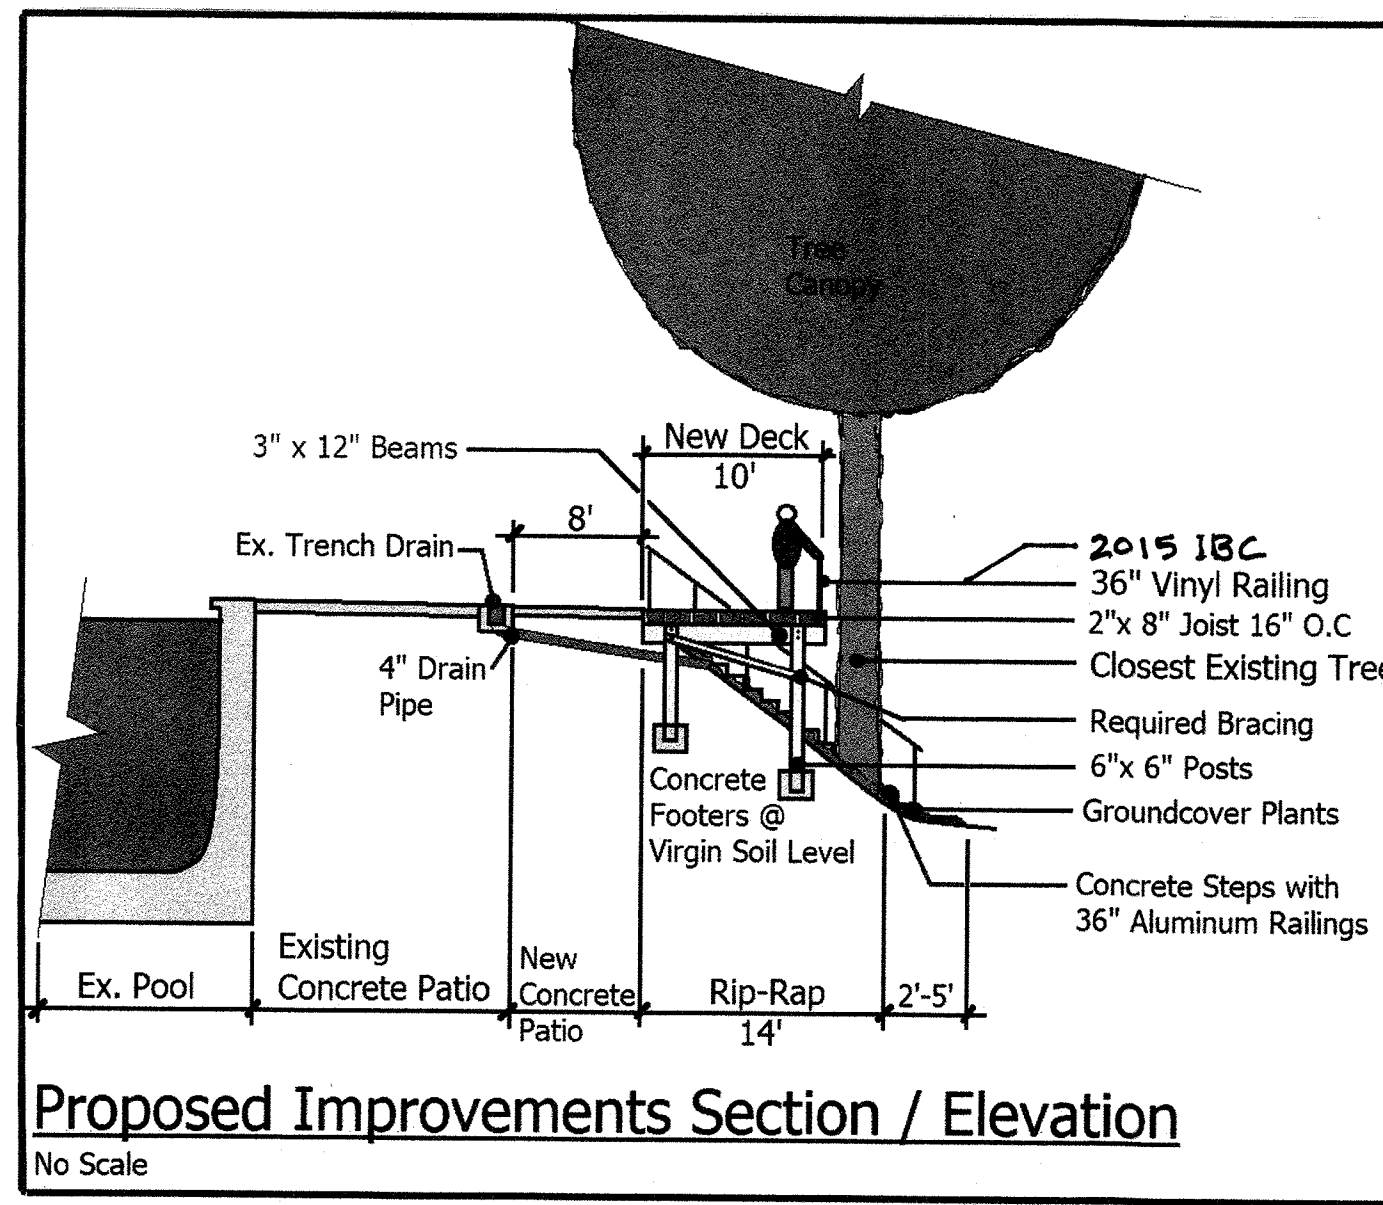 Tree
Canopy
3" x 12" Beams
New Deck
10'
8'
Ex. Trench Drain
2015 IBC
36" Vinyl Railing
2"x 8" Joist 16" O.C
Closest Existing Tree
4" Drain
Pipe
Required Bracing
6"x 6" Posts
Groundcover Plants
Concrete
Footers @
Virgin Soil Level
Concrete Steps with
36" Aluminum Railings
Ex. Pool
Existing
Concrete Patio
New
Concrete
Patio
Rip-Rap
14'
2'-5'
Proposed Improvements Section / Elevation
No Scale